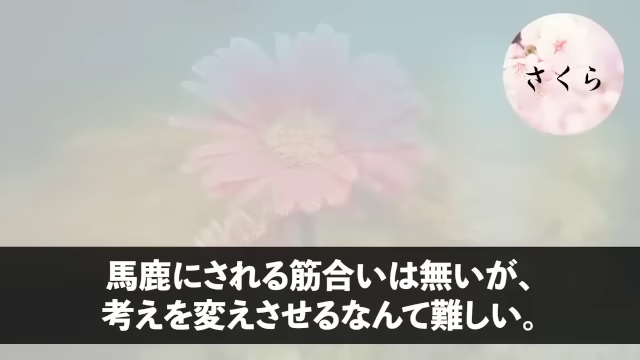 さくら
馬鹿にされる筋合いは無いが、
考えを変えさせるなんて難しい。